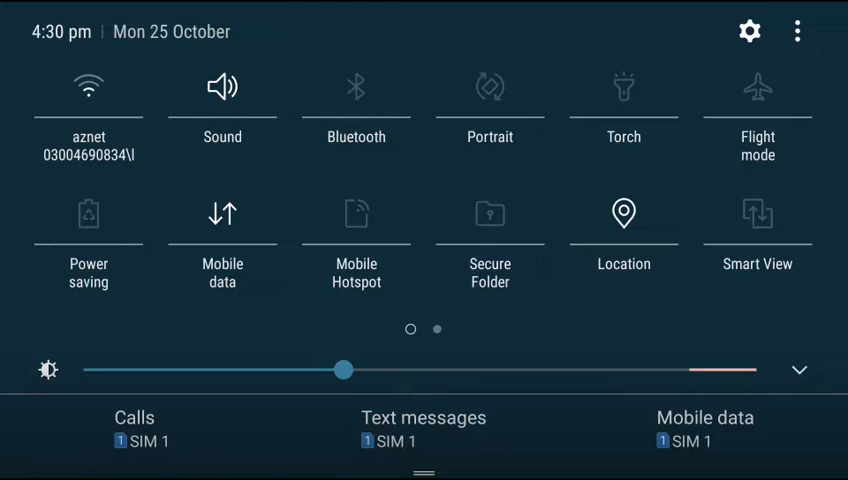 4:30 pm | Mon 25 October
aznet
03004690834\l
Sound
Bluetooth
Portrait
Torch
Flight
mode
Power
saving
Mobile
data
Mobile
Hotspot
Secure
Folder
Location
Smart View
Calls
1 SIM 1
Text messages
1 SIM 1
Mobile data
1 SIM 1